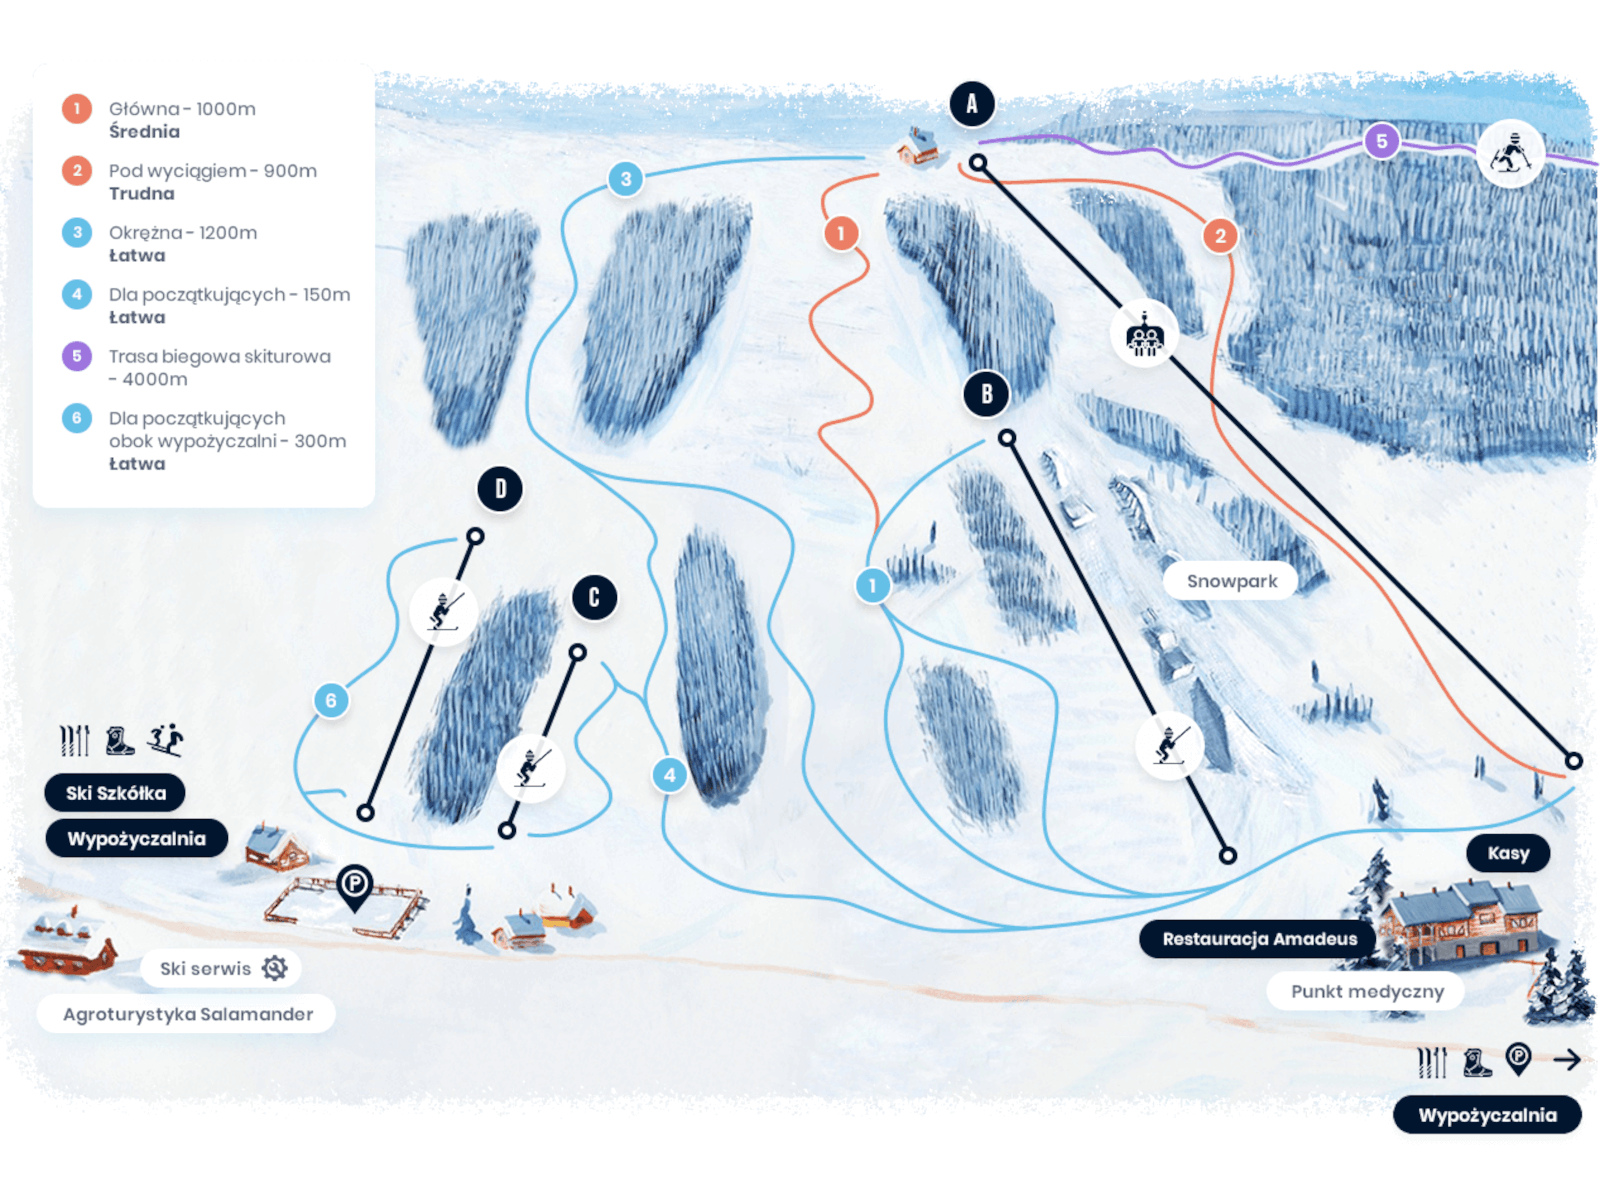 1 Główna - 1000m
Średnia
2 Pod wyciągiem - 900m
Trudna
3 Okrężna - 1200m
Łatwa
4 Dla początkujących - 150m
Łatwa
5 Trasa biegowa skiturowa
- 4000m
6 Dla początkujących
obok wypożyczalni - 300m
Łatwa
A
5
3
1
2
B
D
C
1
Snowpark
6
4
Ski Szkółka
Wypożyczalnia
P
Kasy
Restauracja Amadeus
Punkt medyczny
Ski serwis
Agroturystyka Salamander
P
Wypożyczalnia